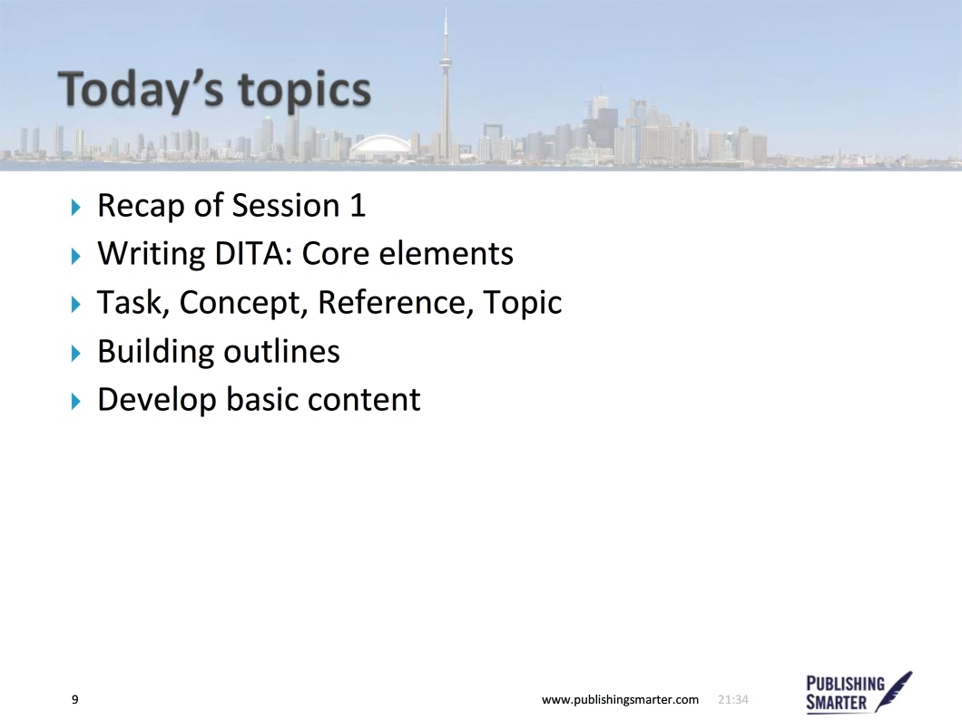 Today’s topics
Recap of Session 1
Writing DITA: Core elements
Task, Concept, Reference, Topic
Building outlines
Develop basic content
9
www.publishingsmarter.com
21:34
PUBLISHING
SMARTER